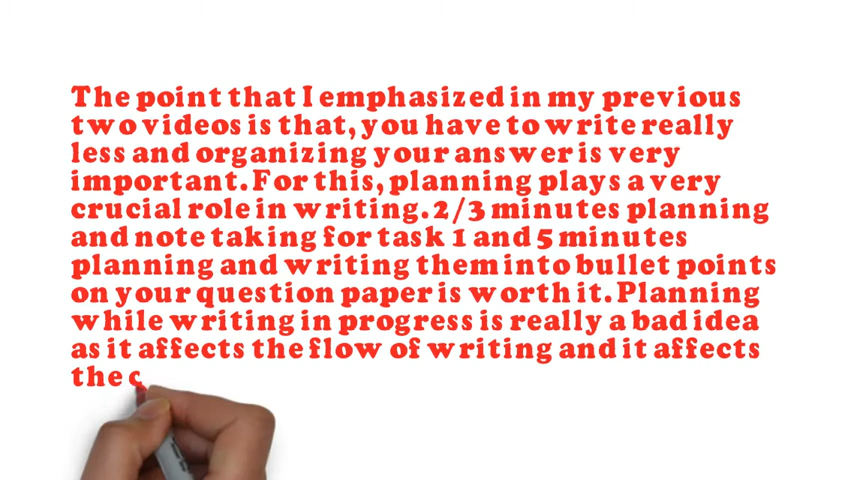 The point that I emphasized in my previous
two videos is that, you have to write really
less and organizing your answer is very
important. For this, planning plays a very
crucial role in writing. 2/3 minutes planning
and note taking for task 1 and 5 minutes
planning and writing them into bullet points
on your question paper is worth it. Planning
while writing in progress is really a bad idea
as it affects the flow of writing and it affects
the c